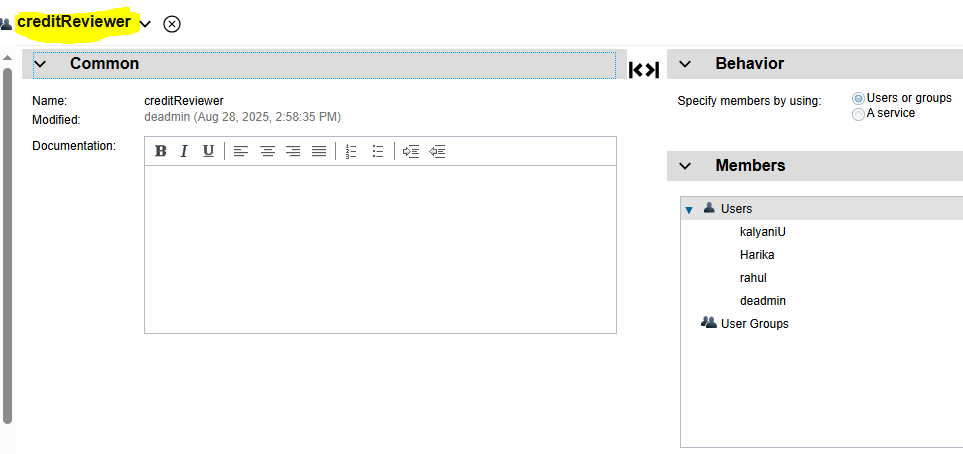 creditReviewer
Common
Name: creditReviewer
Modified: deadmin (Aug 28, 2025, 2:58:35 PM)
Documentation:
B I U
Behavior
Specify members by using: Users or groups
A service
Members
Users
kalyaniU
Harika
rahul
deadmin
User Groups